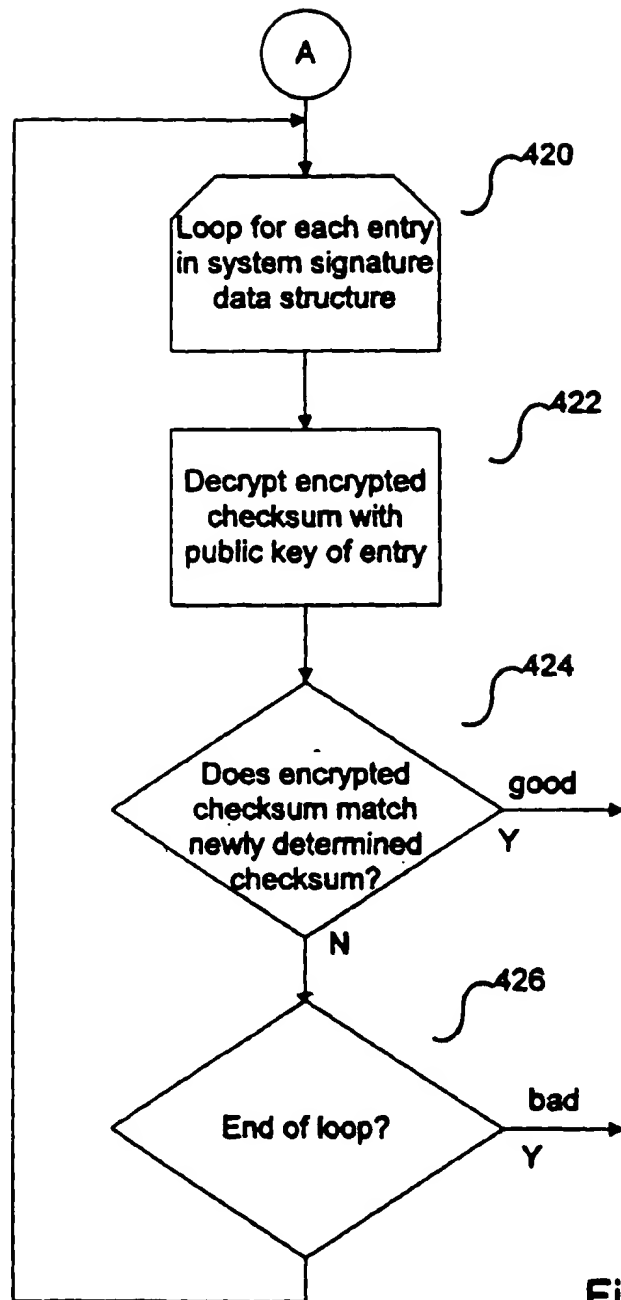 A
420
Loop for each entry
in system signature
data structure
422
Decrypt encrypted
checksum with
public key of entry
424
Does encrypted
checksum match
newly determined
checksum?
good
Y
N
426
End of loop?
bad
Y